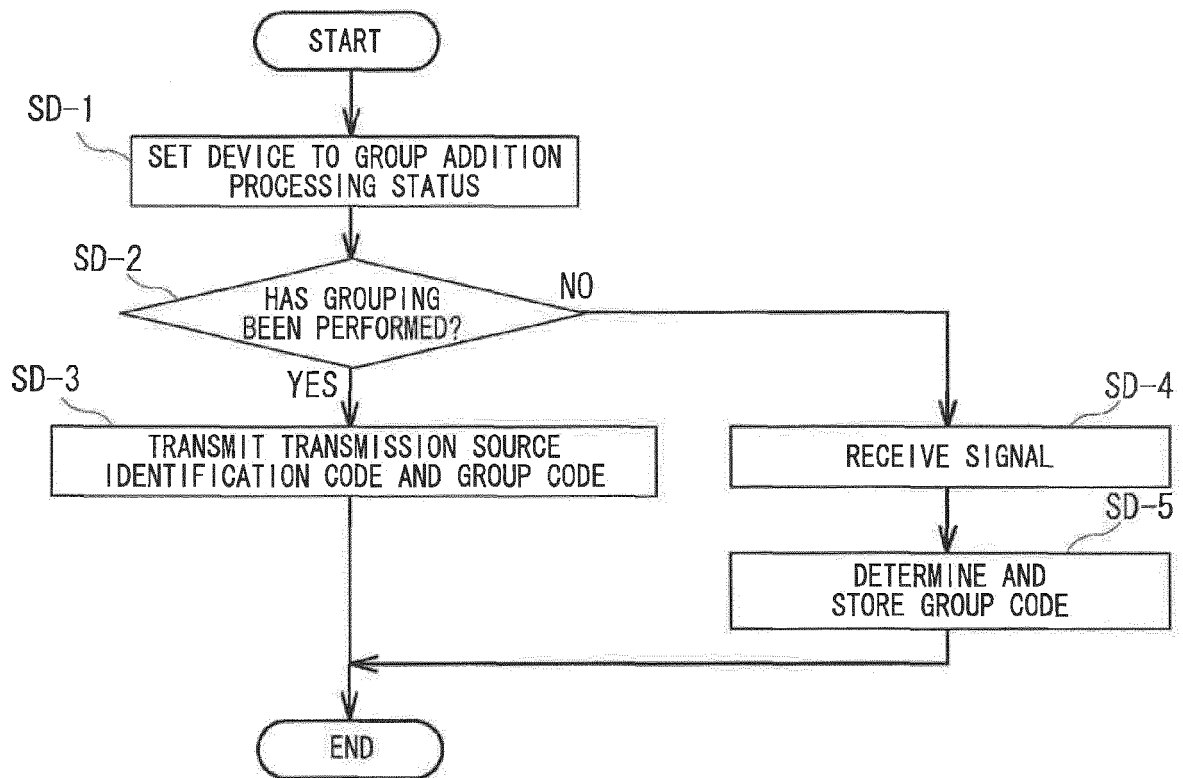 START
SD-1
SET DEVICE TO GROUP ADDITION
PROCESSING STATUS
SD-2
HAS GROUPING
BEEN PERFORMED?
NO
YES
SD-3
TRANSMIT TRANSMISSION SOURCE
IDENTIFICATION CODE AND GROUP CODE
SD-4
RECEIVE SIGNAL
SD-5
DETERMINE AND
STORE GROUP CODE
END